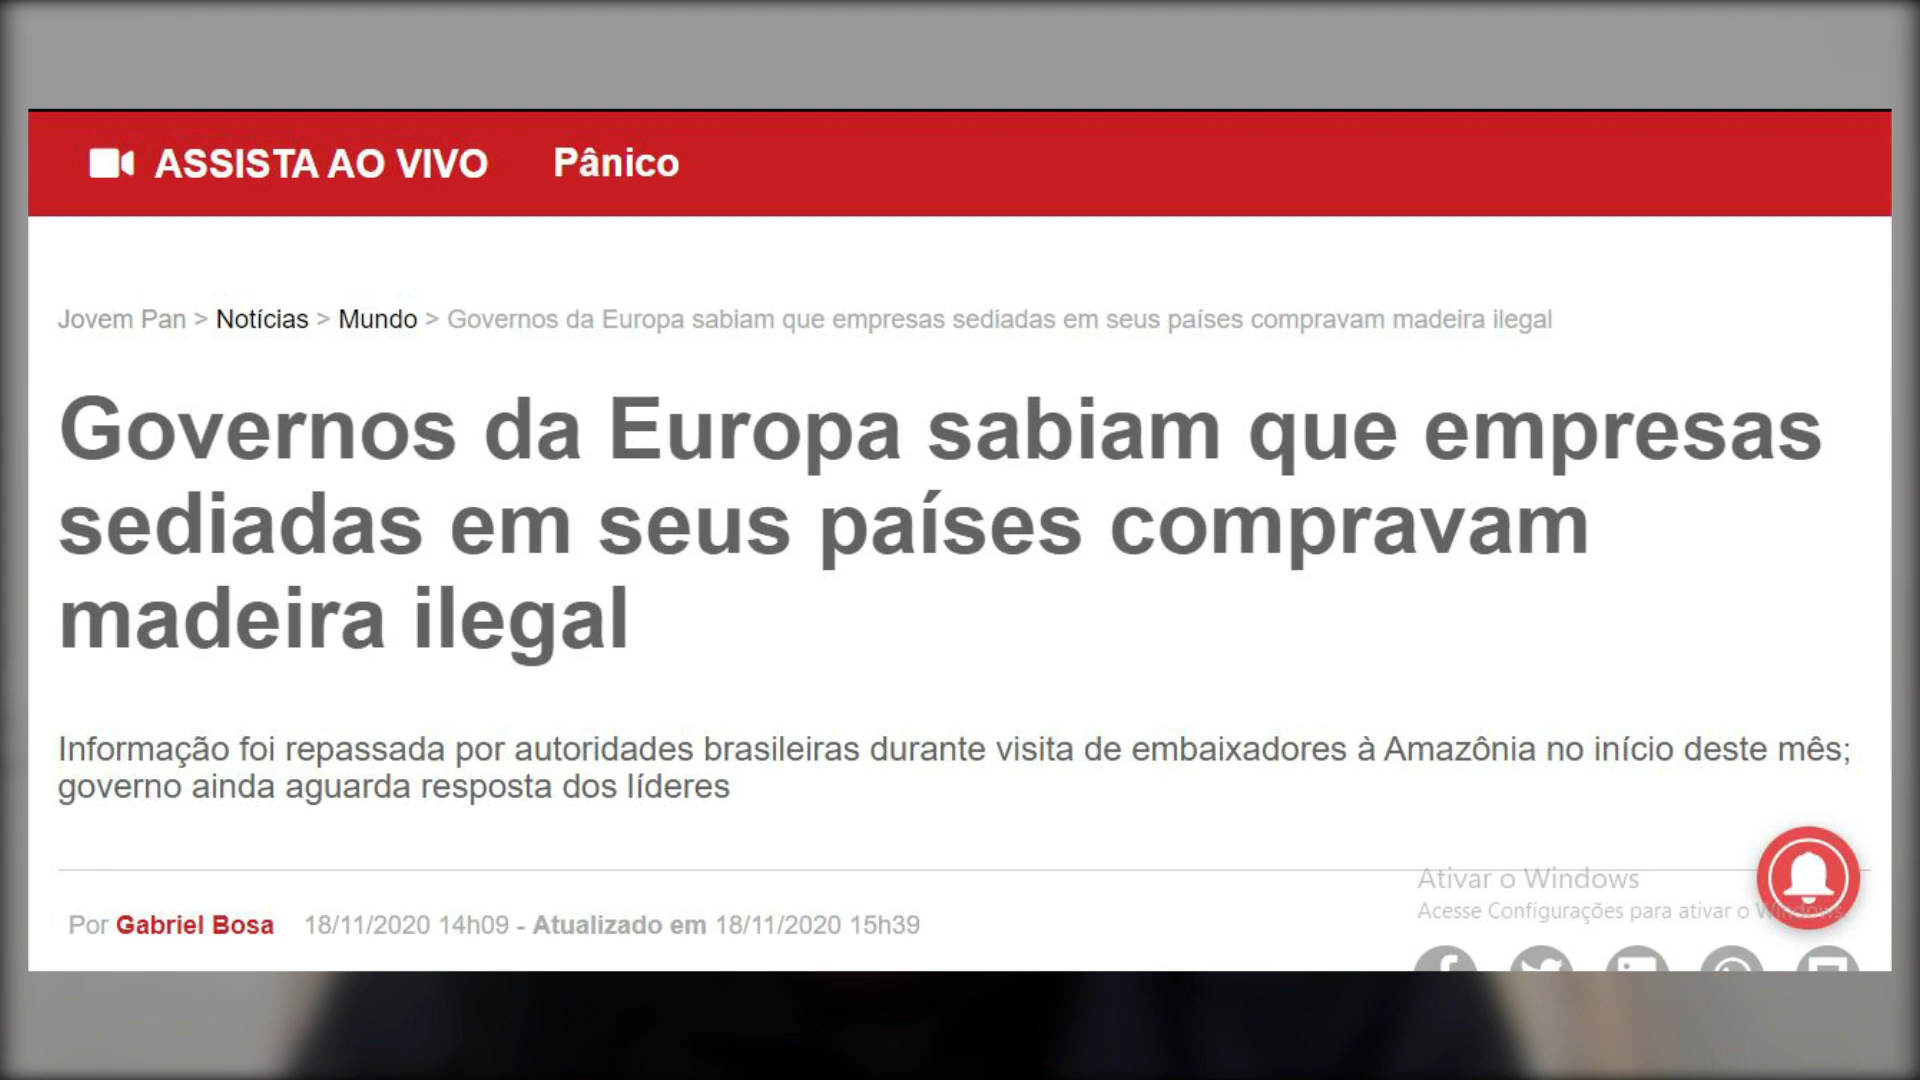 ASSISTA AO VIVO Pânico
Jovem Pan > Notícias > Mundo > Governos da Europa sabiam que empresas sediadas em seus países compravam madeira ilegal
Governos da Europa sabiam que empresas
sediadas em seus países compravam
madeira ilegal
Informação foi repassada por autoridades brasileiras durante visita de embaixadores à Amazônia no início deste mês;
governo ainda aguarda resposta dos líderes
Ativar o Windows
Acesse Configurações para ativar o Windows.
Por Gabriel Bosa 18/11/2020 14h09 - Atualizado em 18/11/2020 15h39